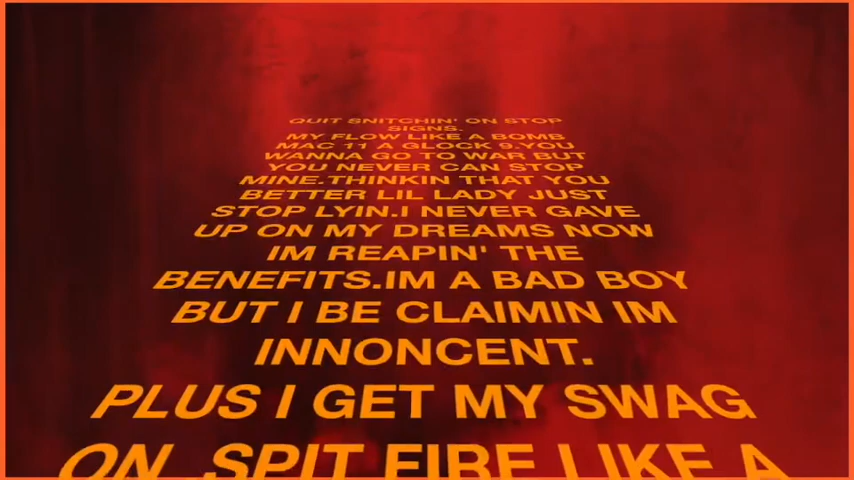 QUIT SNITCHIN' ON STOP
SIGNS.
MY FLOW LIKE A BOMB
MAC 11 A GLOCK 9.YOU
WANNA GO TO WAR BUT
YOU NEVER CAN STOP
MINE.THINKIN THAT YOU
BETTER LIL LADY JUST
STOP LYIN.I NEVER GAVE
UP ON MY DREAMS NOW
IM REAPIN' THE
BENEFITS.IM A BAD BOY
BUT I BE CLAIMIN IM
INNONCENT.
PLUS I GET MY SWAG
ON .SPIT FIRE LIKE A